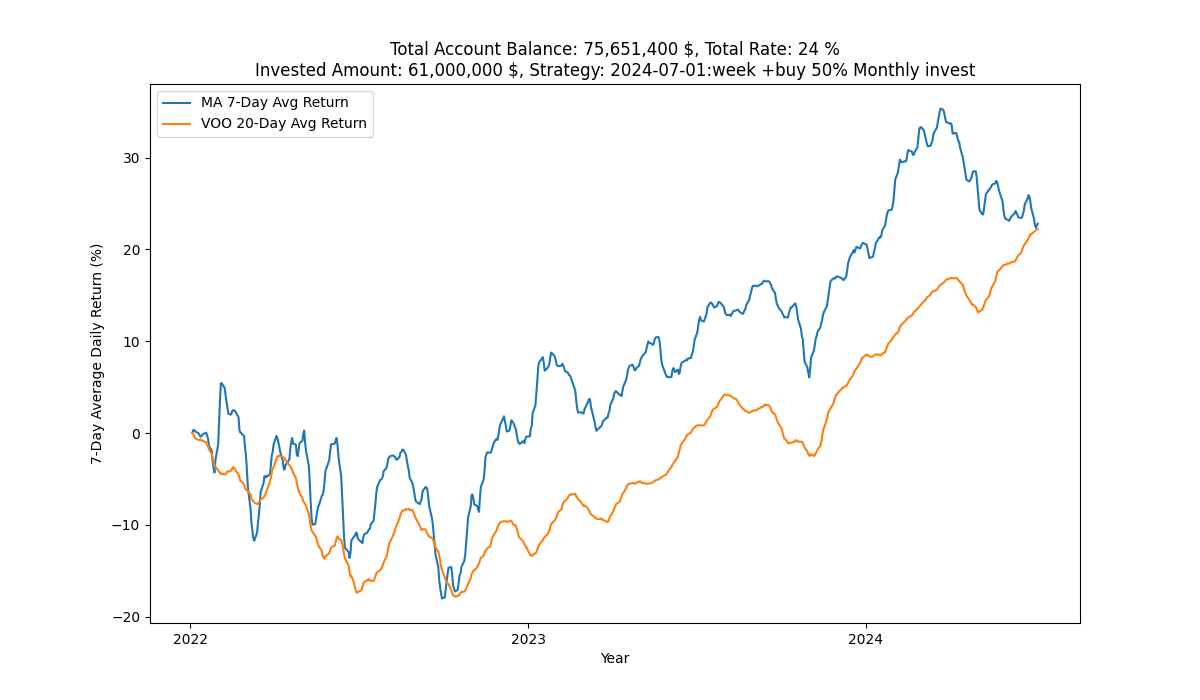 Total Account Balance: 75,651,400 $, Total Rate: 24 %
Invested Amount: 61,000,000 $, Strategy: 2024-07-01:week +buy 50% Monthly invest
MA 7-Day Avg Return
VOO 20-Day Avg Return
7-Day Average Daily Return (%)
30
20
10
0
−10
−20
2022
2023
2024
Year